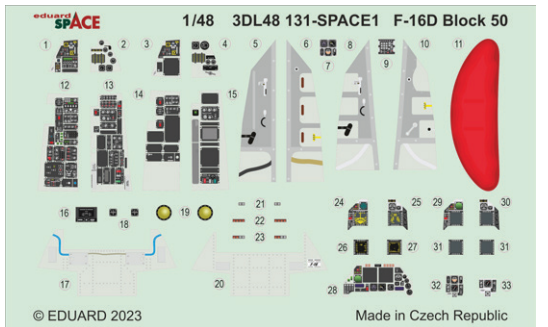 eduard
SPACE
1/48 3DL48 131-SPACE1 F-16D Block 50
1 2 3 4 5 6 7 8 9 10 11
12 13 14 15
16 18 19
17 20
21
22
23
24 25 29 30
26 27 31 31
28 32 33
© EDUARD 2023 Made in Czech Republic